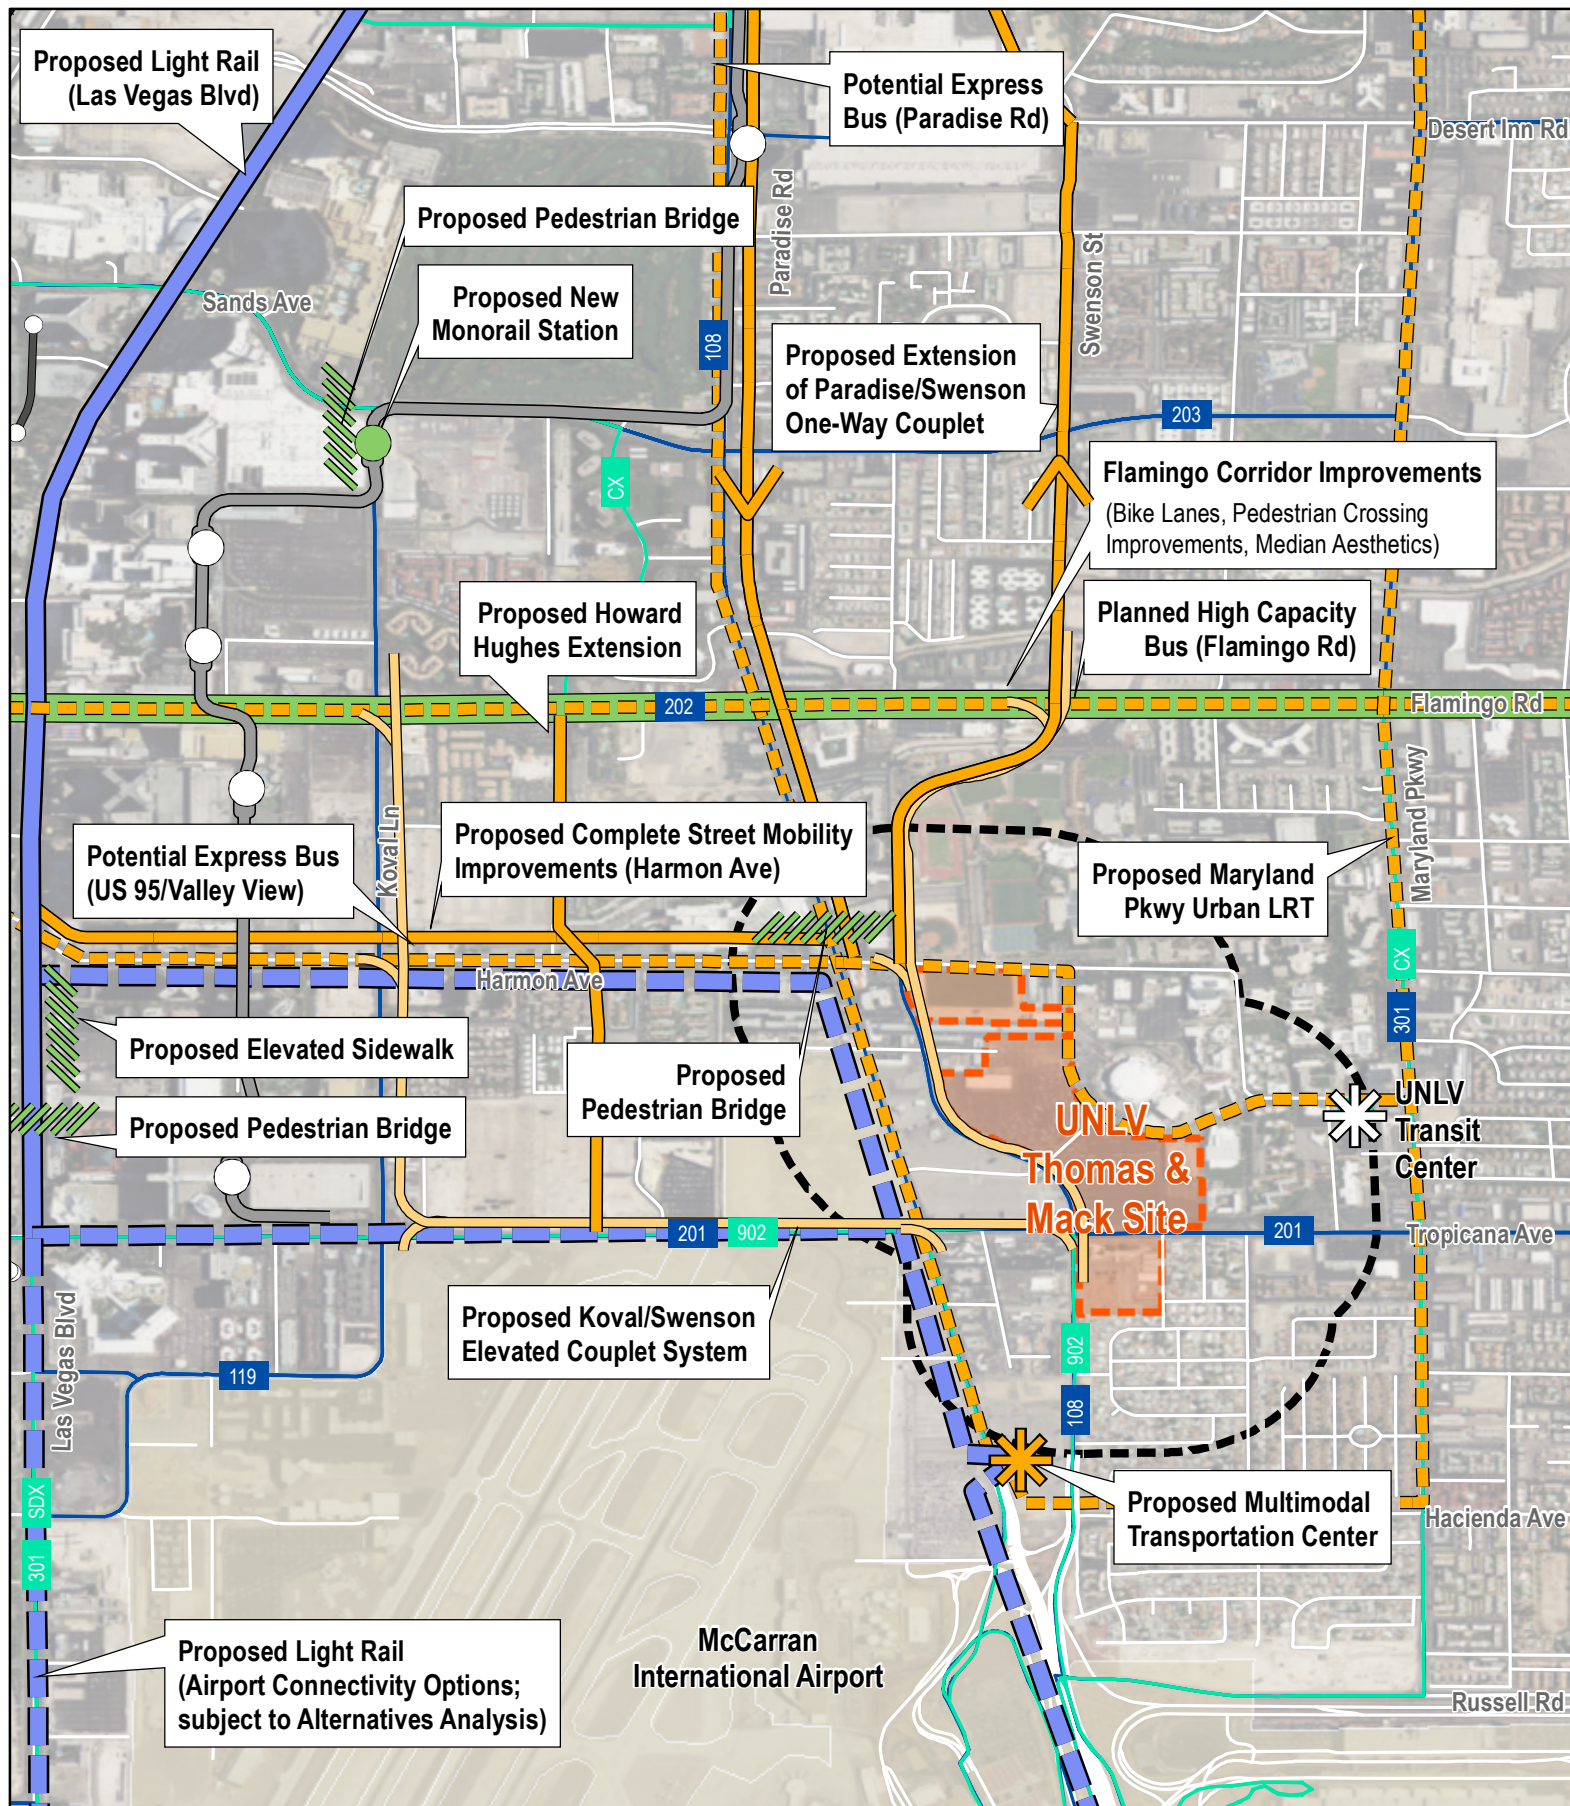 Proposed Light Rail
(Las Vegas Blvd)
Potential Express
Bus (Paradise Rd)
Desert Inn Rd
Proposed Pedestrian Bridge
Paradise Rd
Swenson St
Sands Ave
Proposed New
Monorail Station
108
Proposed Extension
of Paradise/Swenson
One-Way Couplet
203
CX
Flamingo Corridor Improvements
(Bike Lanes, Pedestrian Crossing
Improvements, Median Aesthetics)
Proposed Howard
Hughes Extension
Planned High Capacity
Bus (Flamingo Rd)
202
Flamingo Rd
Maryland Pkwy
Koval Ln
Proposed Complete Street Mobility
Improvements (Harmon Ave)
Potential Express Bus
(US 95/Valley View)
Proposed Maryland
Pkwy Urban LRT
CX
Harmon Ave
301
Proposed Elevated Sidewalk
Proposed
Pedestrian Bridge
Proposed Pedestrian Bridge
UNLV
Thomas &
Mack Site
UNLV
Transit
Center
201
902
201
Tropicana Ave
Proposed Koval/Swenson
Elevated Couplet System
Las Vegas Blvd
119
902
108
SDX
301
Proposed Multimodal
Transportation Center
Hacienda Ave
McCarran
International Airport
Proposed Light Rail
(Airport Connectivity Options;
subject to Alternatives Analysis)
Russell Rd